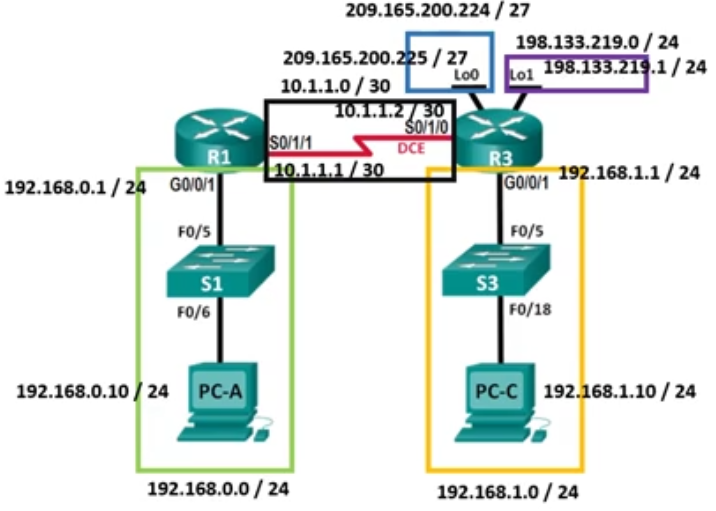 209.165.200.224 / 27
198.133.219.0 / 24
209.165.200.225 / 27
198.133.219.1 / 24
Lo0
Lo1
10.1.1.0 / 30
10.1.1.2 / 30
S0/1/0
S0/1/1
DCE
R1
R3
10.1.1.1 / 30
192.168.0.1 / 24
G0/0/1
G0/0/1
192.168.1.1 / 24
F0/5
F0/5
S1
S3
F0/6
F0/18
192.168.0.10 / 24
PC-A
PC-C
192.168.1.10 / 24
192.168.0.0 / 24
192.168.1.0 / 24